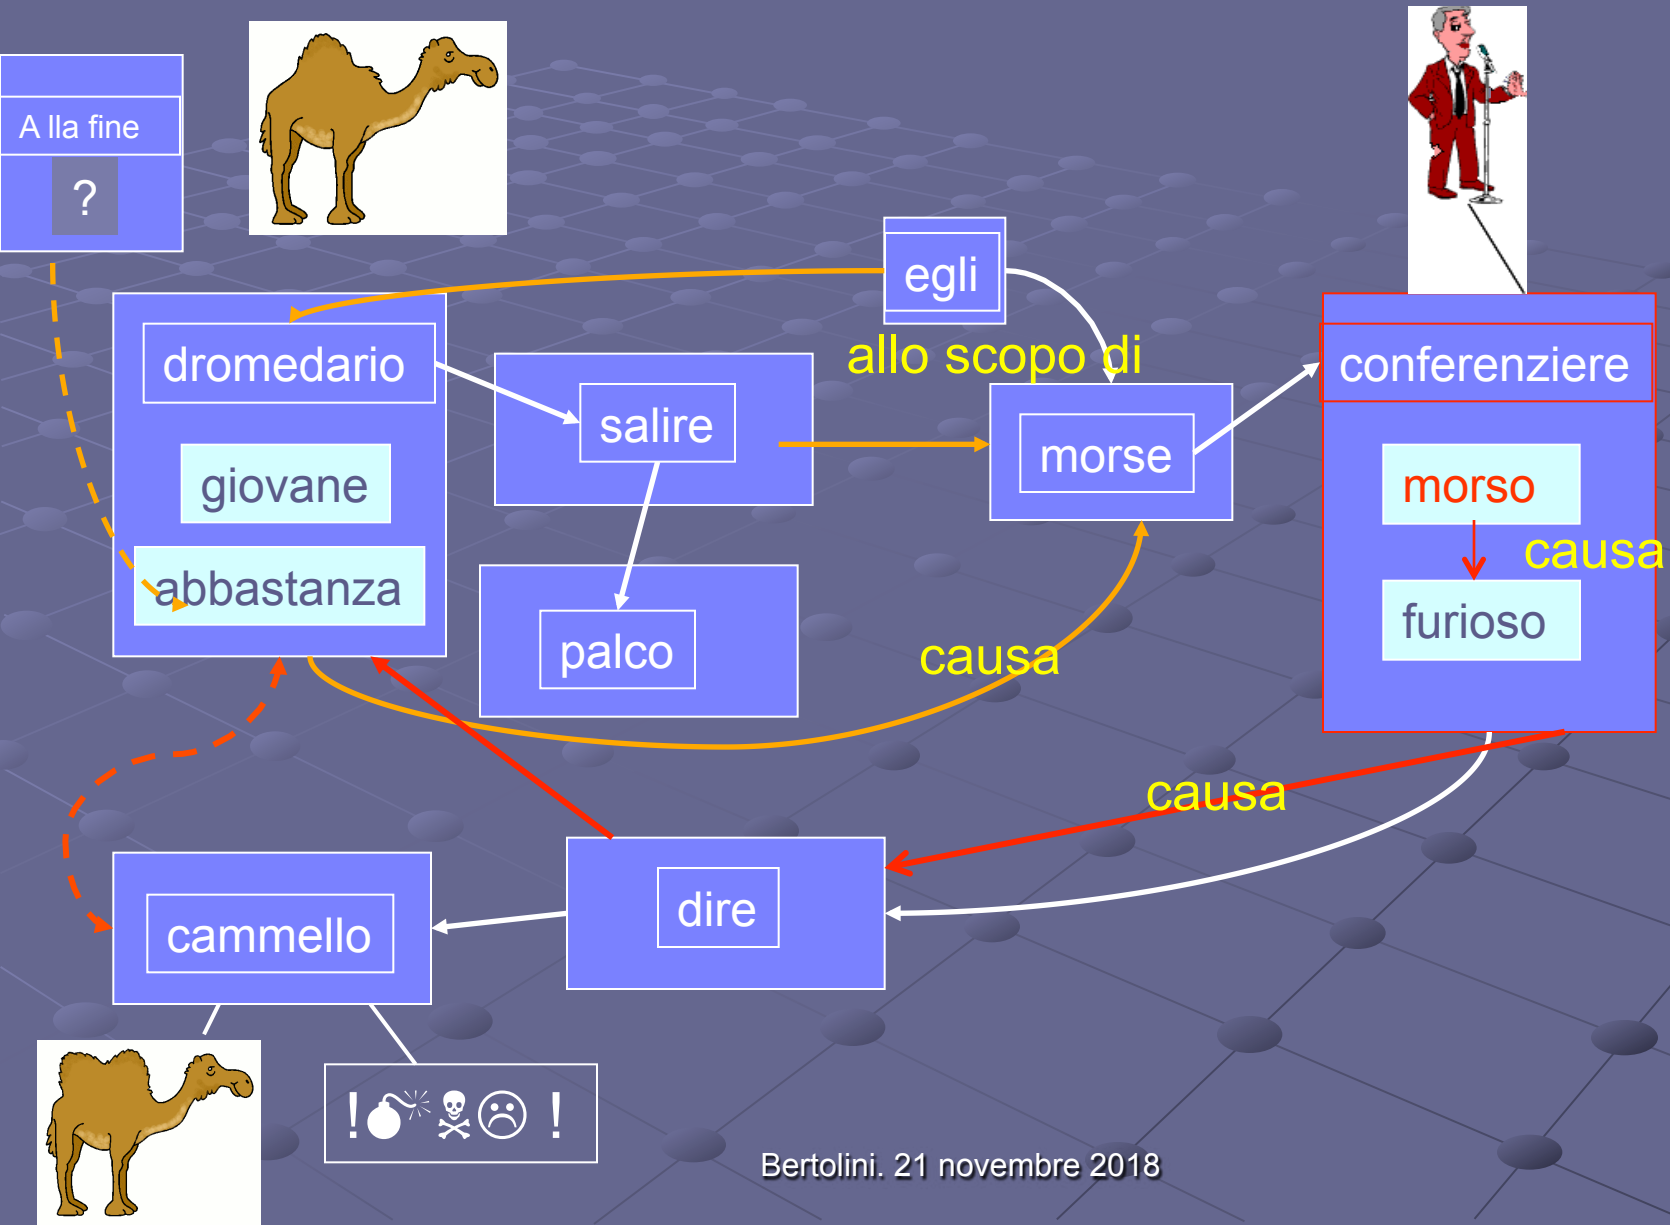 A lla fine
?
egli
allo scopo di
dromedario
giovane
abbastanza
salire
palco
morse
conferenziere
morso
causa
furioso
causa
causa
dire
cammello
!💣☠☹ !
Bertolini. 21 novembre 2018